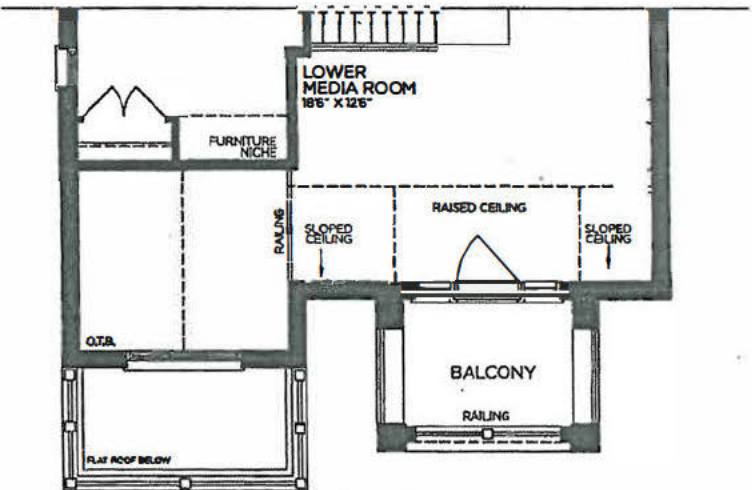 LOWER
MEDIA ROOM
18'6" X 12'6"
FURNITURE
NICHE
RAISED CEILING
RAILING
SLOPED
CEILING
SLOPED
CEILING
O.T.B.
BALCONY
RAILING
FLAT ROOF BELOW